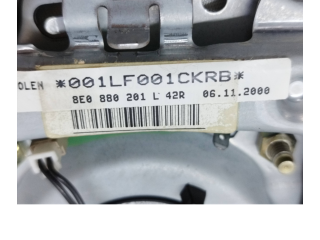 OLEN *001LF001CKRB*
8E0 880 201 L 42R 06.11.2000